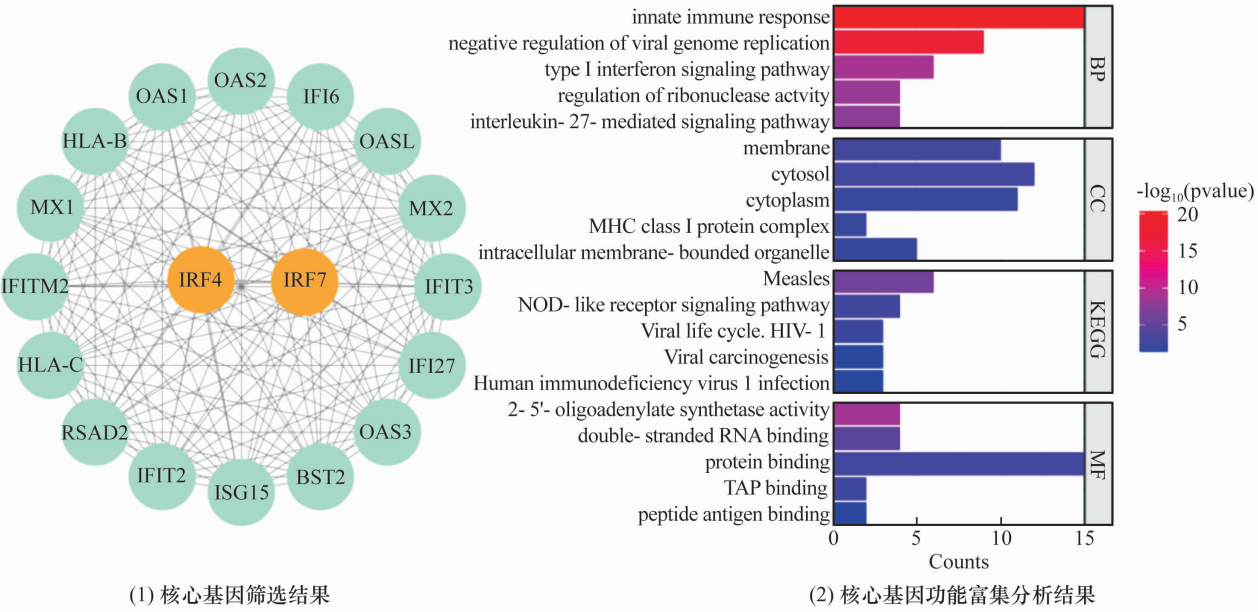 OAS2
OAS1
IFI6
HLA-B
OASL
MX1
MX2
IRF4
IRF7
IFITM2
IFIT3
HLA-C
IFI27
RSAD2
OAS3
IFIT2
BST2
ISG15
(1) 核心基因筛选结果
innate immune response
negative regulation of viral genome replication
type I interferon signaling pathway
regulation of ribonuclease actvity
interleukin- 27- mediated signaling pathway
BP
membrane
cytosol
cytoplasm
MHC class I protein complex
intracellular membrane- bounded organelle
CC
Measles
NOD- like receptor signaling pathway
Viral life cycle. HIV- 1
Viral carcinogenesis
Human immunodeficiency virus 1 infection
KEGG
2- 5'- oligoadenylate synthetase activity
double- stranded RNA binding
protein binding
TAP binding
peptide antigen binding
MF
0 5 10 15
Counts
-log10(pvalue)
20
15
10
5
(2) 核心基因功能富集分析结果